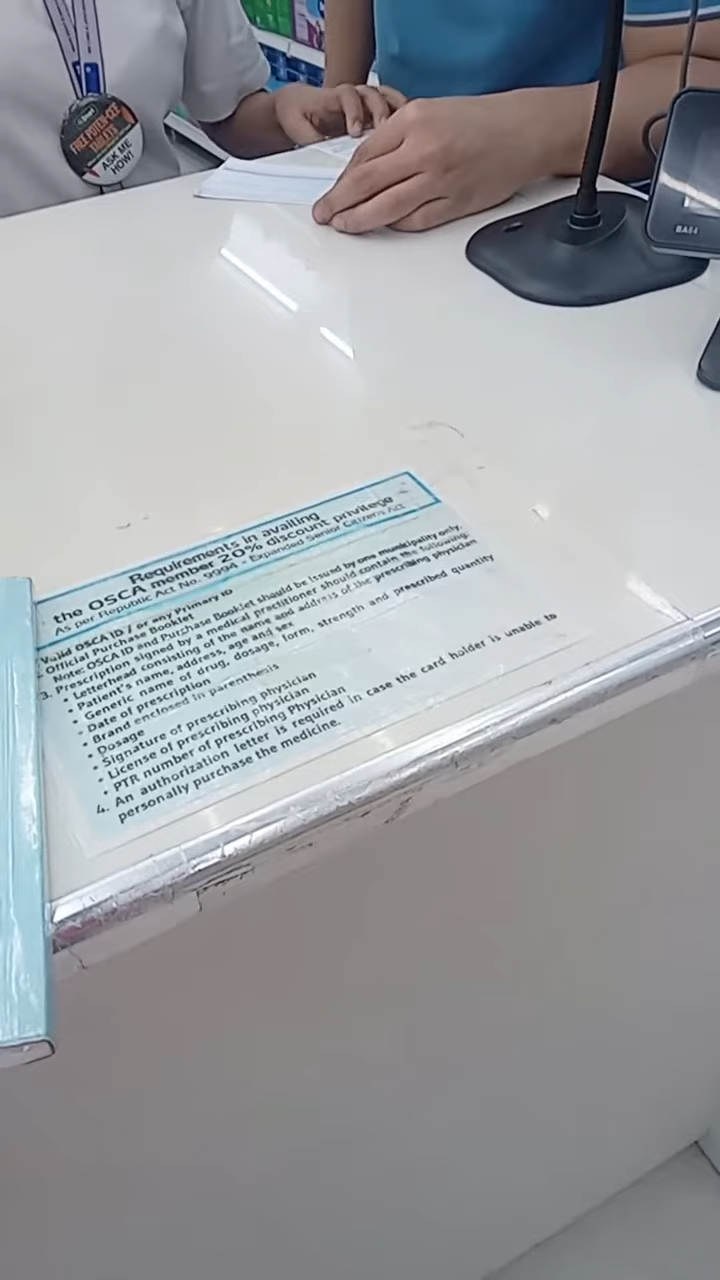 FREE POTEN-CEE
TABLETS
ASK ME
HOW!
BA84
Requirements in availing
the OSCA member 20% discount privilege
As per Republic Act No. 9994 - Expanded Senior Citizens Act
Valid OSCA ID / or any Primary ID
Official Purchase Booklet
Note: OSCA ID and Purchase Booklet should be issued by one municipality only.
3. Prescription signed by a medical practitioner should contain the following:
• Letterhead consisting of the name and address of the prescribing physician
• Patient's name, address, age and sex
• Generic name of drug, dosage, form, strength and prescribed quantity
• Date of prescription
• Brand enclosed in parenthesis
• Dosage
• Signature of prescribing physician
• License of prescribing physician
• PTR number of prescribing Physician
4. An authorization letter is required in case the card holder is unable to
personally purchase the medicine.